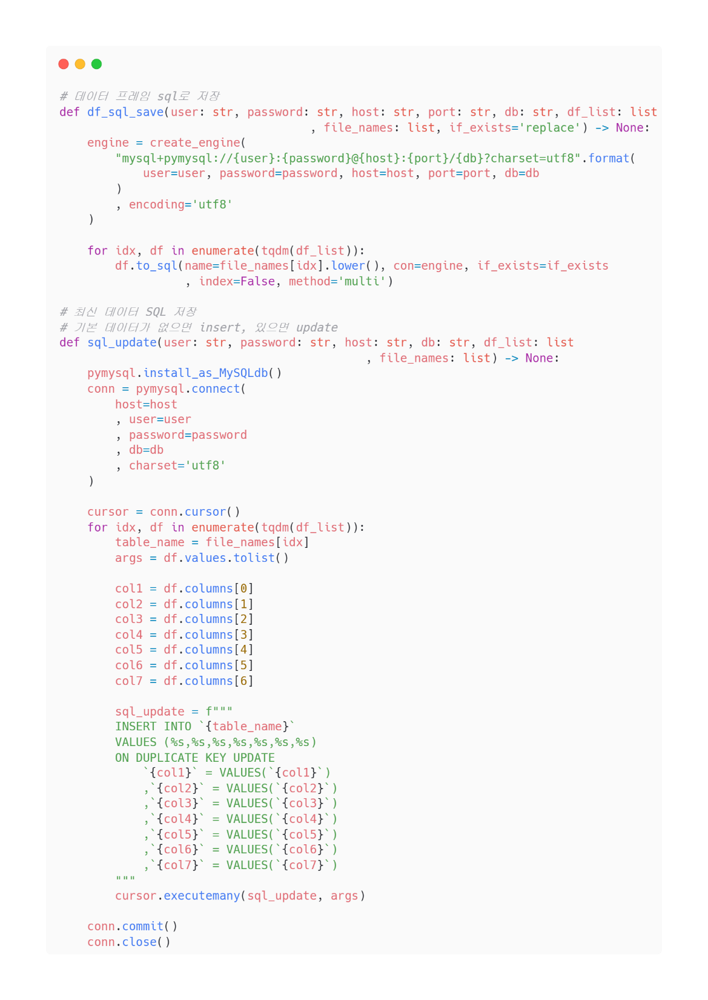 # 데이터 프레임 sql로 저장
def df_sql_save(user: str, password: str, host: str, port: str, db: str, df_list: list
                                    , file_names: list, if_exists='replace') -> None:
    engine = create_engine(
        "mysql+pymysql://{user}:{password}@{host}:{port}/{db}?charset=utf8".format(
            user=user, password=password, host=host, port=port, db=db
        )
        , encoding='utf8'
    )

    for idx, df in enumerate(tqdm(df_list)):
        df.to_sql(name=file_names[idx].lower(), con=engine, if_exists=if_exists
                  , index=False, method='multi')

# 최신 데이터 SQL 저장
# 기본 데이터가 없으면 insert, 있으면 update
def sql_update(user: str, password: str, host: str, db: str, df_list: list
                                            , file_names: list) -> None:
    pymysql.install_as_MySQLdb()
    conn = pymysql.connect(
        host=host
        , user=user
        , password=password
        , db=db
        , charset='utf8'
    )

    cursor = conn.cursor()
    for idx, df in enumerate(tqdm(df_list)):
        table_name = file_names[idx]
        args = df.values.tolist()

        col1 = df.columns[0]
        col2 = df.columns[1]
        col3 = df.columns[2]
        col4 = df.columns[3]
        col5 = df.columns[4]
        col6 = df.columns[5]
        col7 = df.columns[6]

        sql_update = f"""
        INSERT INTO `{table_name}`
        VALUES (%s,%s,%s,%s,%s,%s,%s)
        ON DUPLICATE KEY UPDATE
            `{col1}` = VALUES(`{col1}`)
            ,`{col2}` = VALUES(`{col2}`)
            ,`{col3}` = VALUES(`{col3}`)
            ,`{col4}` = VALUES(`{col4}`)
            ,`{col5}` = VALUES(`{col5}`)
            ,`{col6}` = VALUES(`{col6}`)
            ,`{col7}` = VALUES(`{col7}`)
        """
        cursor.executemany(sql_update, args)

    conn.commit()
    conn.close()